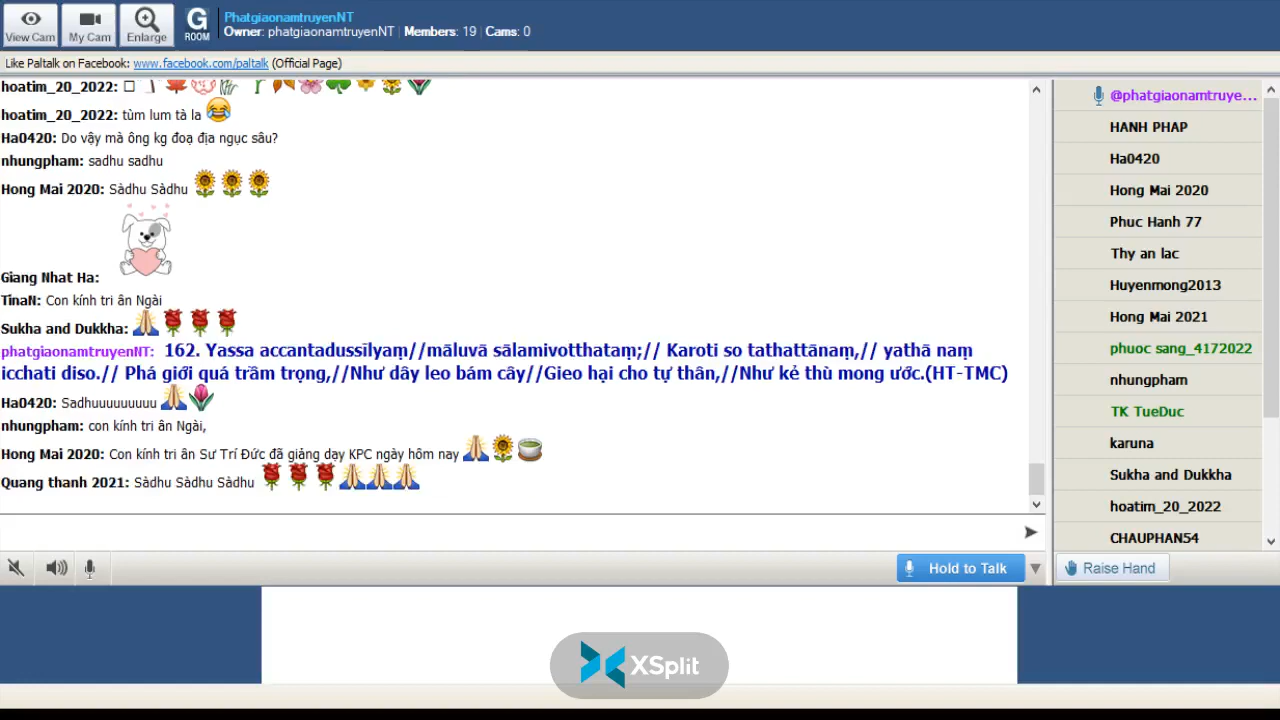 PhatgiaonamtruyenNT
Owner: phatgiaonamtruyenNT | Members: 19 | Cams: 0
View Cam
My Cam
Enlarge
G
ROOM
Like Paltalk on Facebook: www.facebook.com/paltalk (Official Page)
hoatim_20_2022:
hoatim_20_2022: tùm lum tà la
Ha0420: Do vậy mà ông kg đoạ địa ngục sâu?
nhungpham: sadhu sadhu
Hong Mai 2020: Sàdhu Sàdhu
Giang Nhat Ha:
TinaN: Con kính tri ân Ngài
Sukha and Dukkha:
phatgiaonamtruyenNT: 162. Yassa accantadussīlyaṃ//māluvā sālamivotthataṃ;// Karoti so tathattānaṃ,// yathā naṃ
icchati diso.// Phá giới quá trầm trọng,//Như dây leo bám cây//Gieo hại cho tự thân,//Như kẻ thù mong ước.(HT-TMC)
Ha0420: Sadhuuuuuuuuu
nhungpham: con kính tri ân Ngài,
Hong Mai 2020: Con kính tri ân Sư Trí Đức đã giảng dạy KPC ngày hôm nay
Quang thanh 2021: Sàdhu Sàdhu Sàdhu
@phatgiaonamtruye...
HANH PHAP
Ha0420
Hong Mai 2020
Phuc Hanh 77
Thy an lac
Huyenmong2013
Hong Mai 2021
phuoc sang_4172022
nhungpham
TK TueDuc
karuna
Sukha and Dukkha
hoatim_20_2022
CHAUPHAN54
Hold to Talk
Raise Hand
XSplit